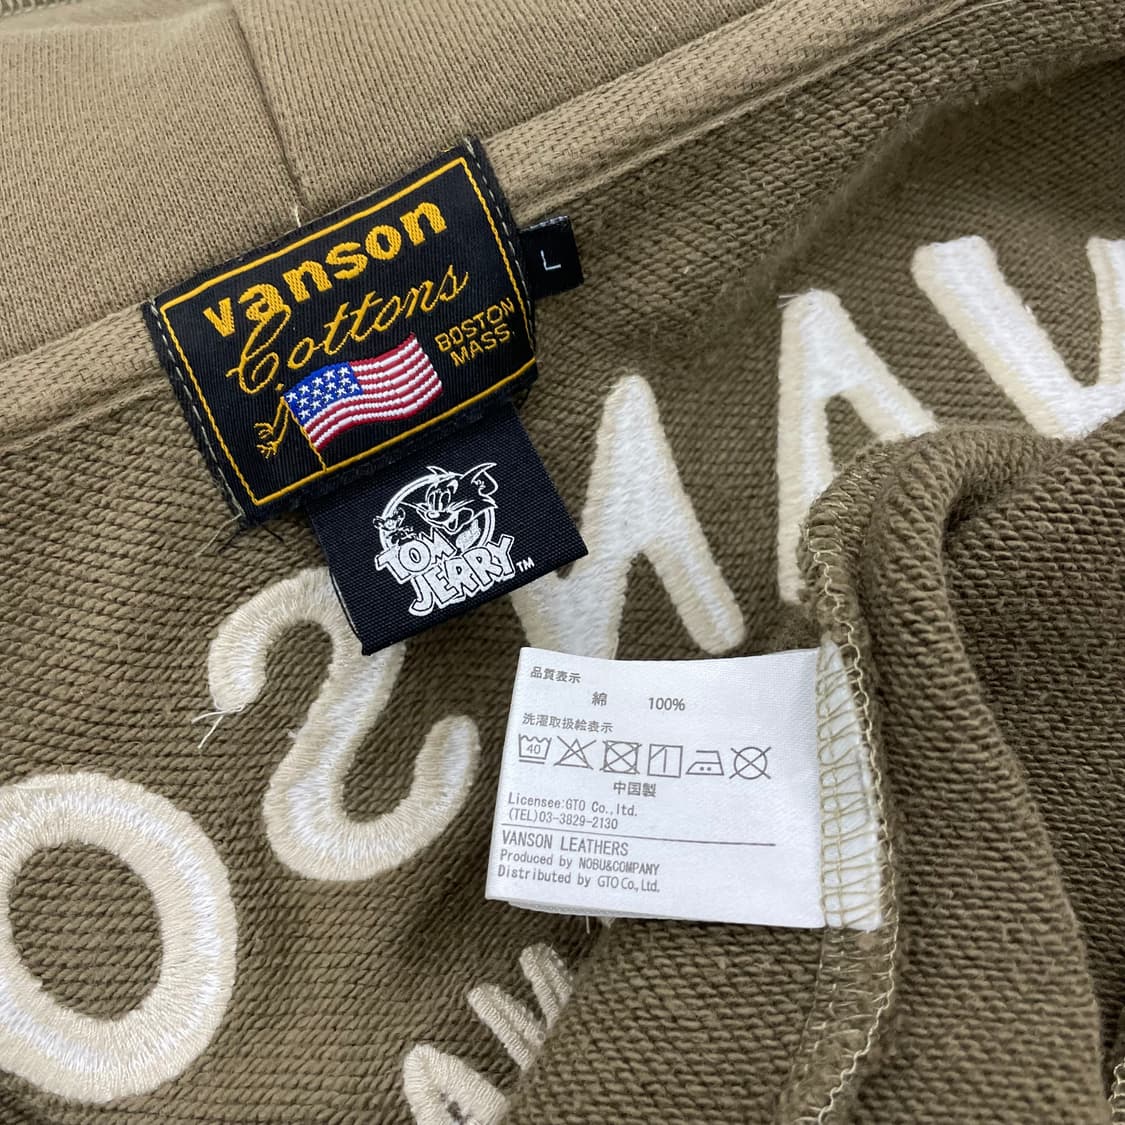 vanson
Cottons
BOSTON
MASS.
L
TOM
and
JERRY™
品質表示
綿 100%
洗濯取扱絵表示
40
中国製
Licensee:GTO Co.,ltd.
(TEL)03-3829-2130
VANSON LEATHERS
Produced by NOBU&COMPANY
Distributed by GTO Co.,Ltd.